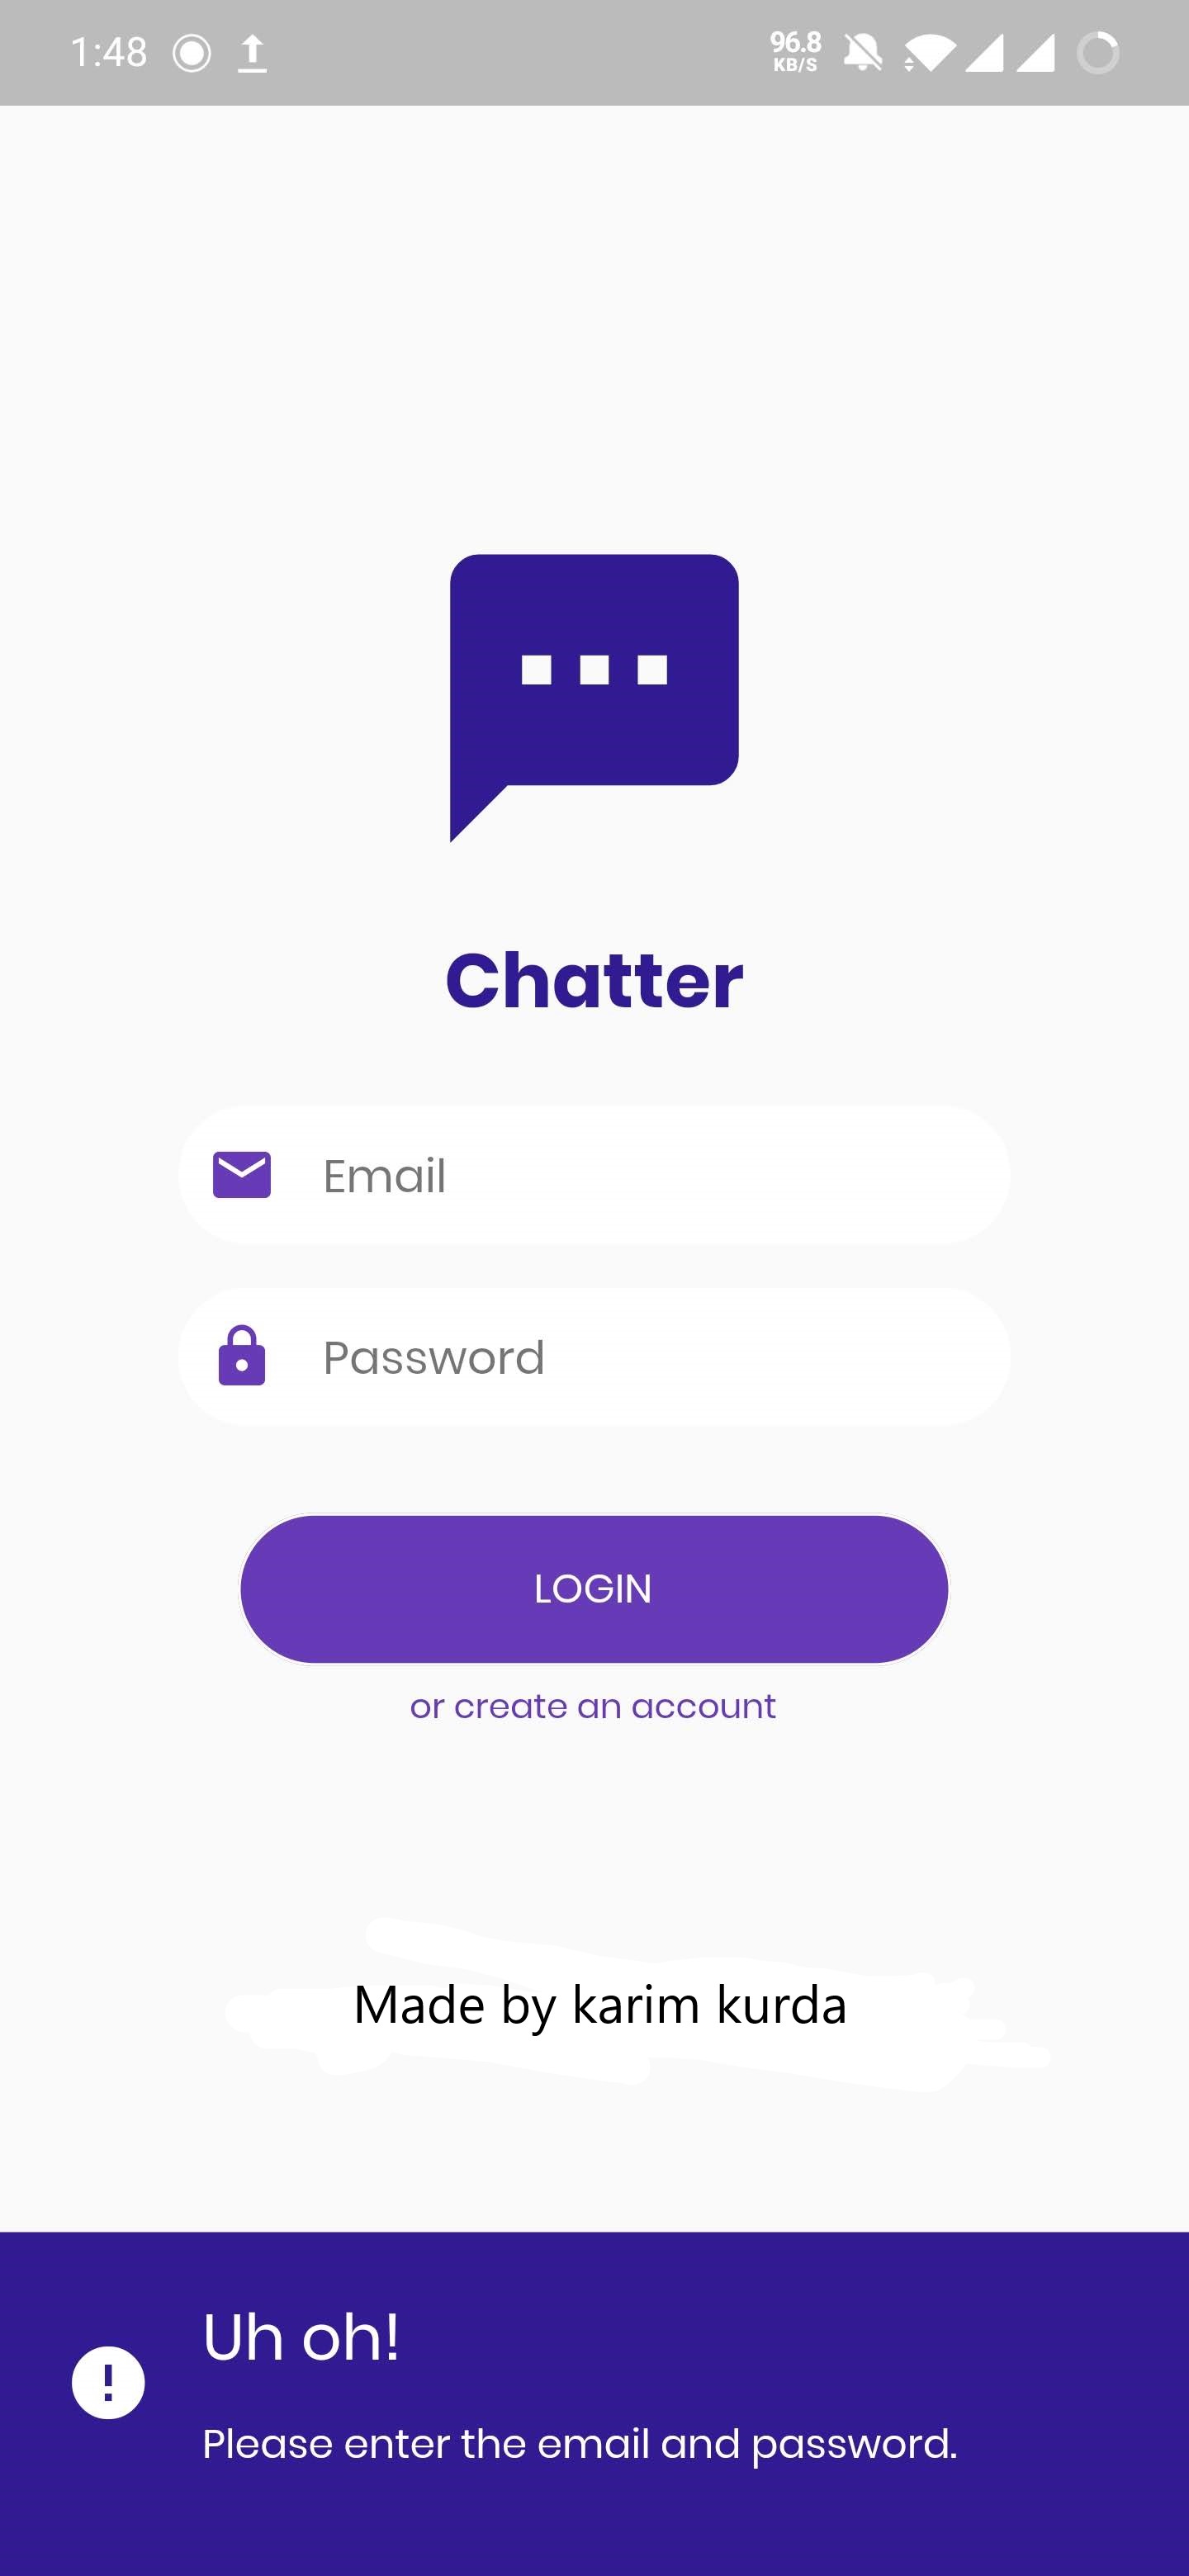 1:48
96.8
KB/S
Chatter
Email
Password
LOGIN
or create an account
Made by karim kurda
Uh oh!
Please enter the email and password.